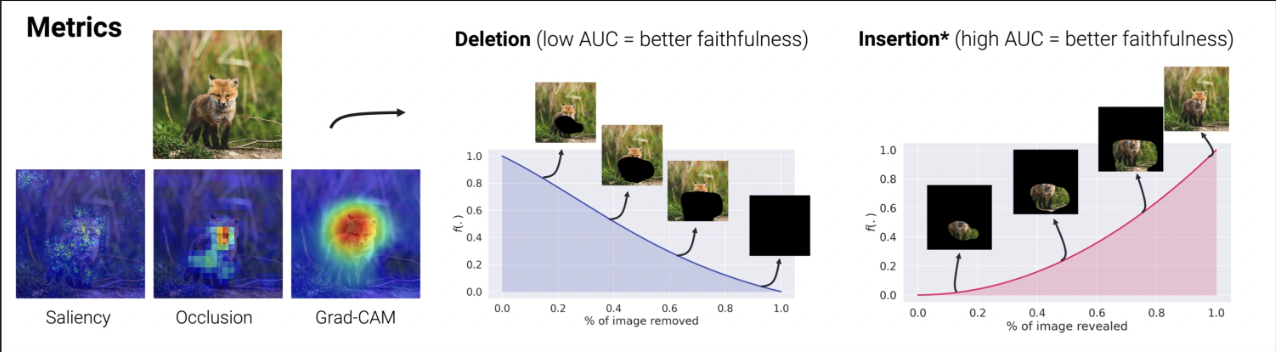 Metrics
Saliency
Occlusion
Grad-CAM
Deletion (low AUC = better faithfulness)
1.0
0.8
0.6
0.4
0.2
0.0
f(.)
0.0 0.2 0.4 0.6 0.8 1.0
% of image removed
Insertion* (high AUC = better faithfulness)
1.0
0.8
0.6
0.4
0.2
0.0
f(.)
0.0 0.2 0.4 0.6 0.8 1.0
% of image revealed